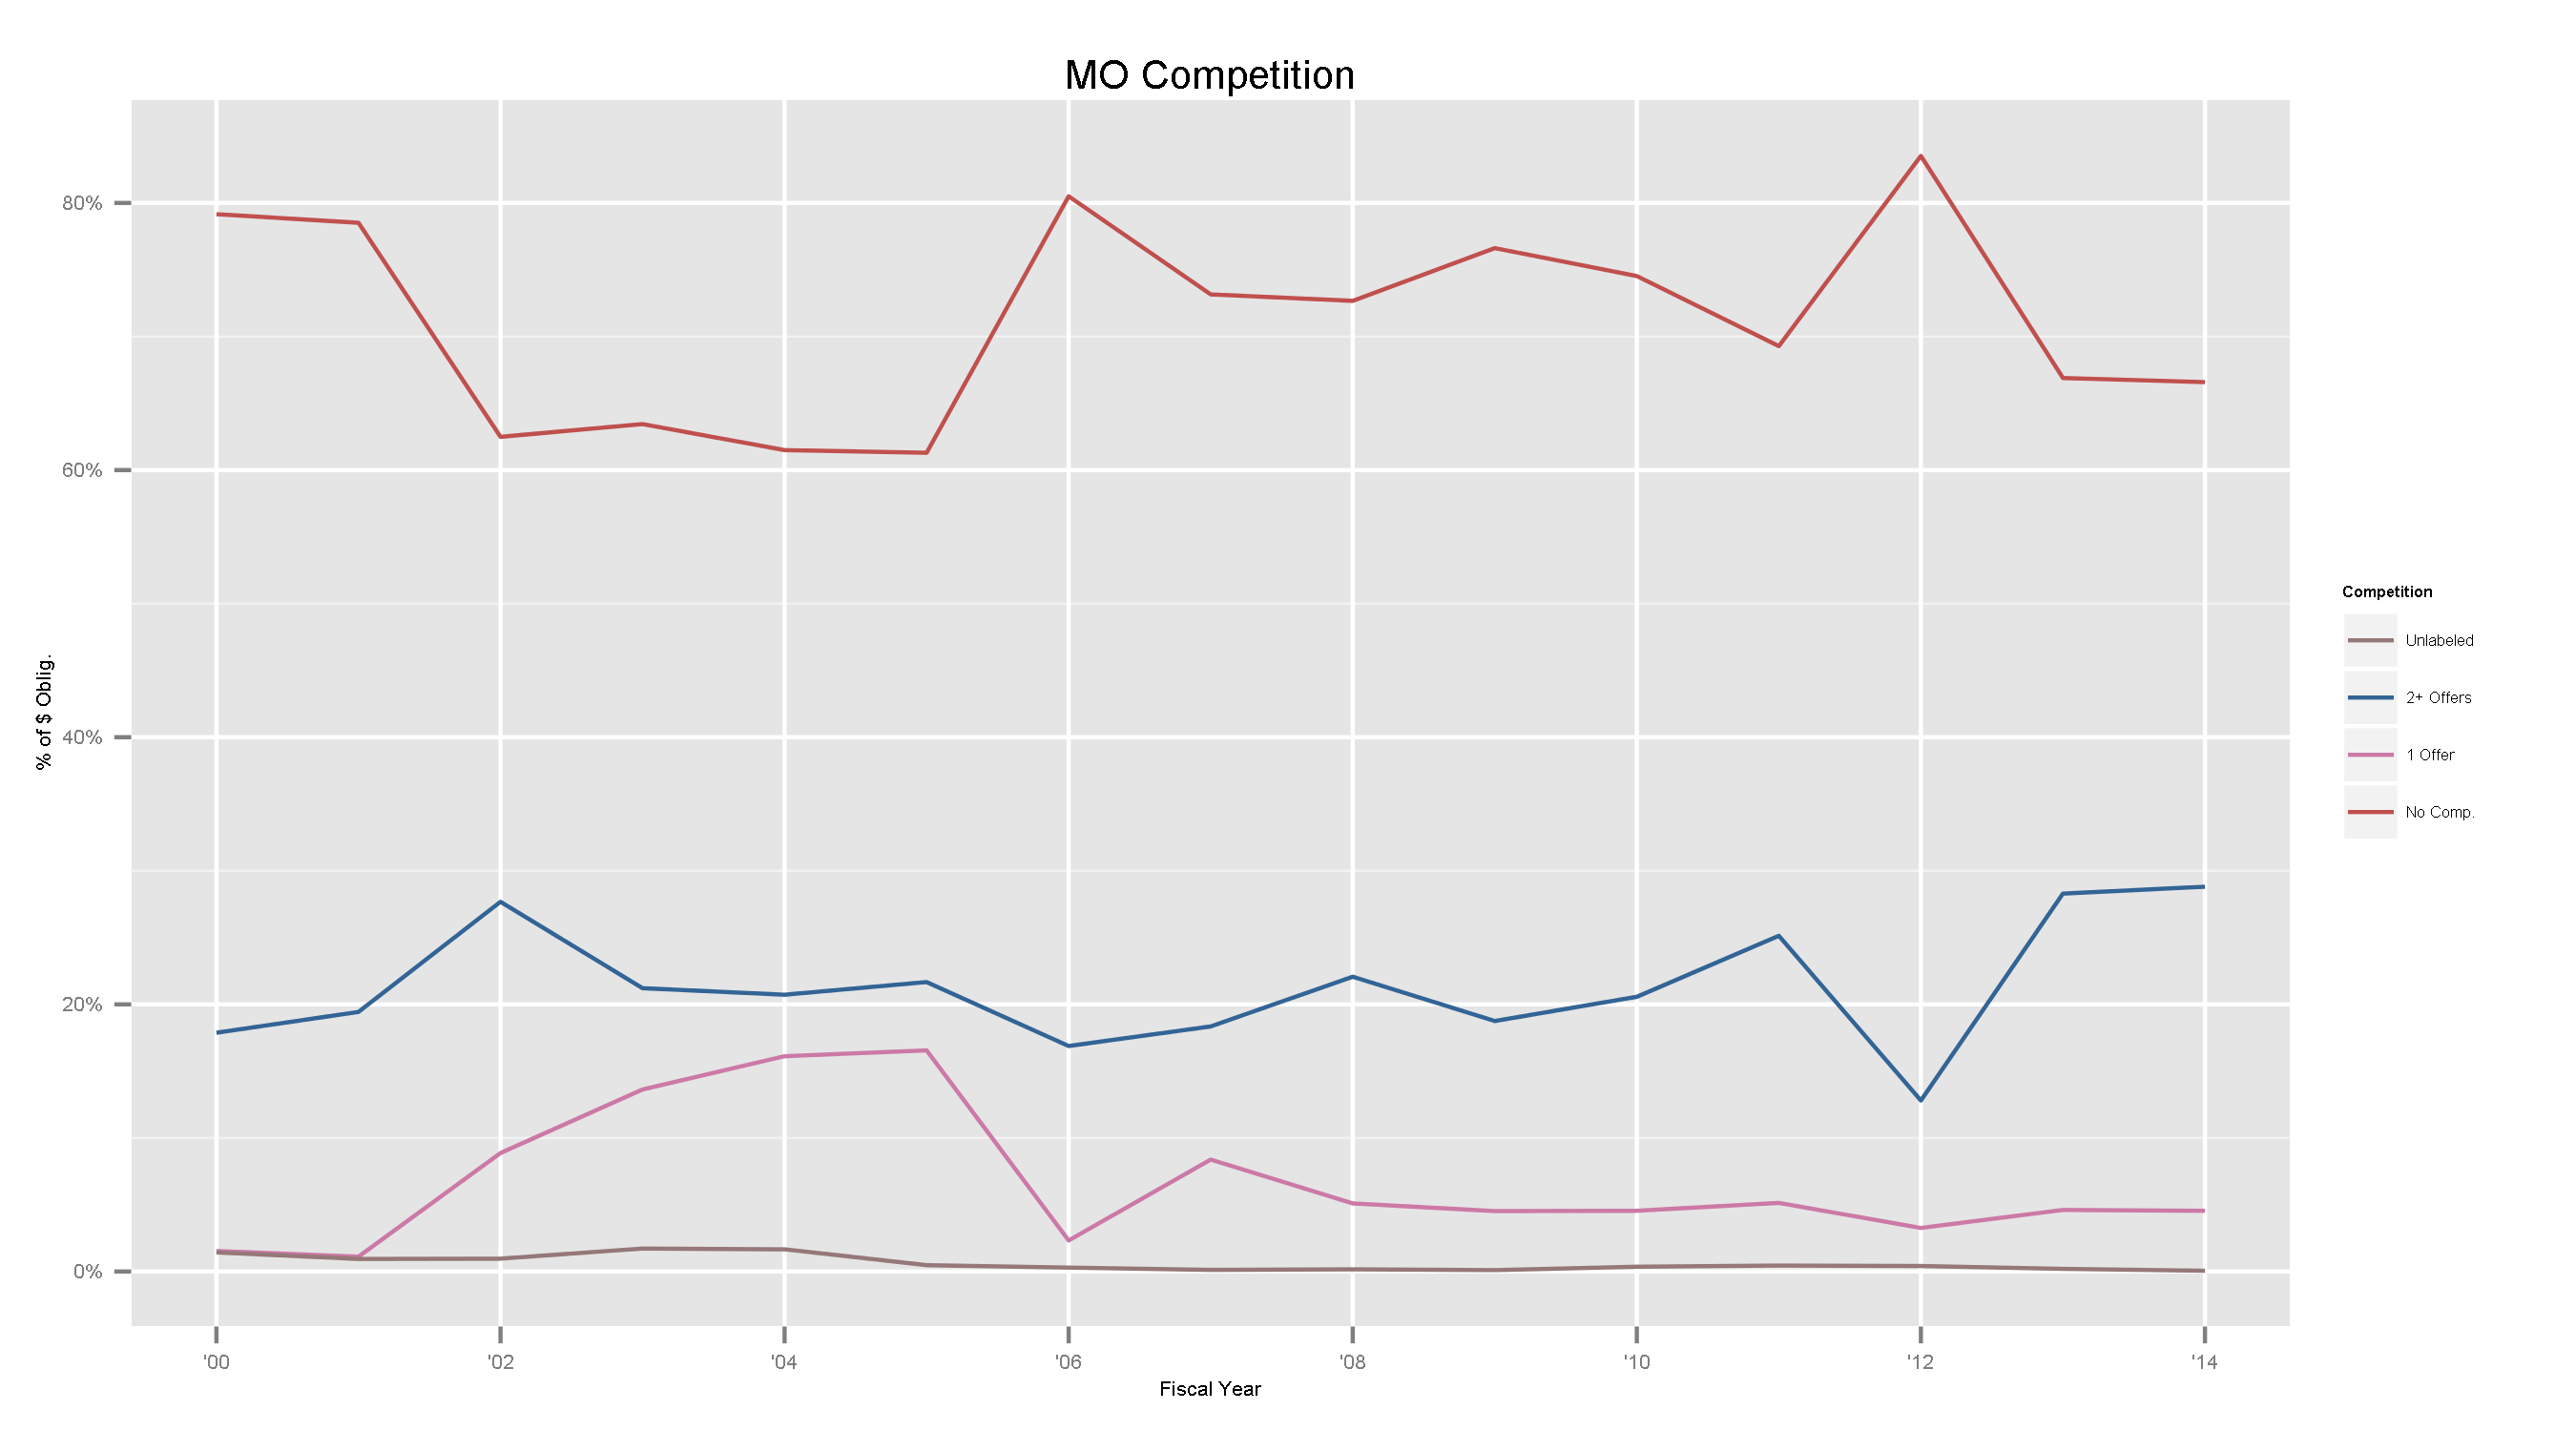 MO Competition
80%
60%
40%
20%
0%
% of $ Oblig.
'00 '02 '04 '06 '08 '10 '12 '14
Fiscal Year
Competition
Unlabeled
2+ Offers
1 Offer
No Comp.